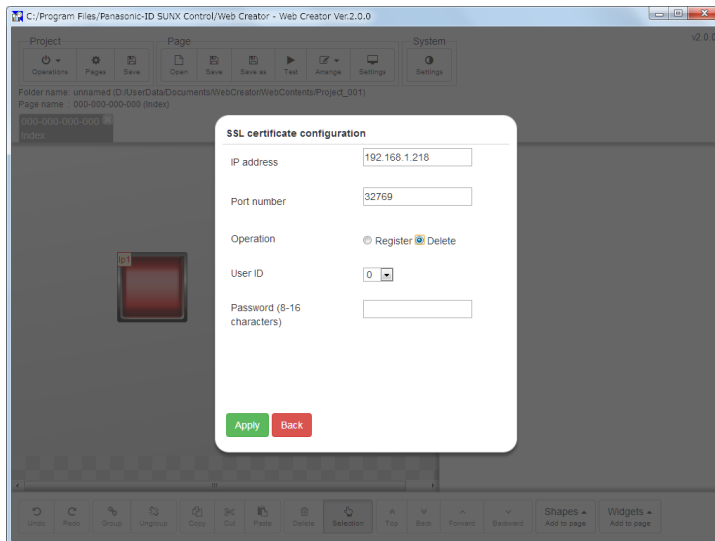 C:/Program Files/Panasonic-ID SUNX Control/Web Creator - Web Creator Ver.2.0.0
Project
Page
System
v2.0.0
Operations
Pages
Save
Open
Save
Save as
Test
Arrange
Settings
Settings
Folder name: unnamed (D:/UserData/Documents/WebCreator/WebContents/Project_001)
Page name : 000-000-000-000 (Index)
000-000-000-000
Index
SSL certificate configuration
IP address
192.168.1.218
Port number
32769
Operation
Register Delete
lp1
User ID
0
Password (8-16
characters)
Apply
Back
Undo
Redo
Group
Ungroup
Copy
Cut
Paste
Delete
Selection
Top
Back
Forward
Backward
Shapes
Add to page
Widgets
Add to page